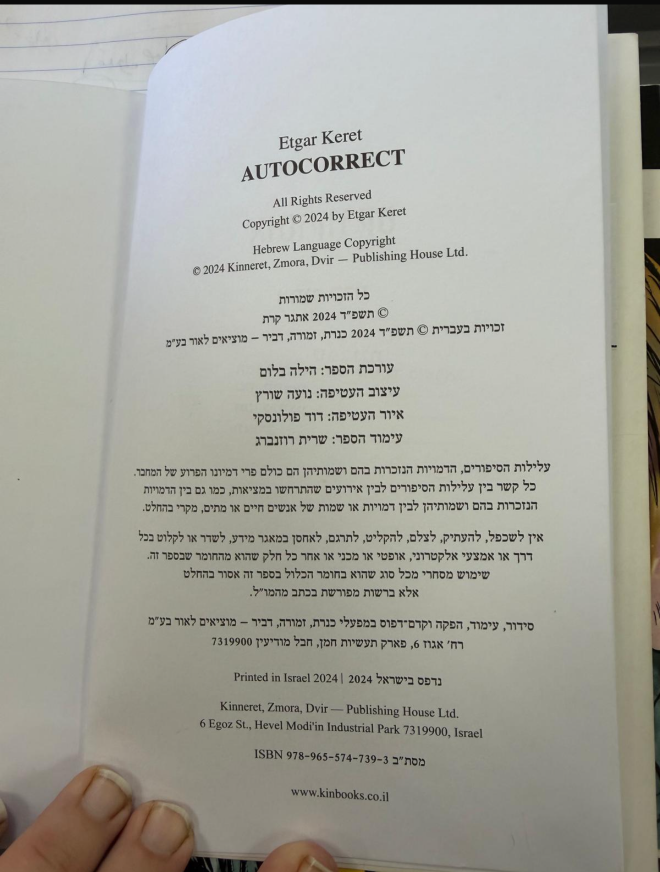 Etgar Keret
AUTOCORRECT
All Rights Reserved
Copyright © 2024 by Etgar Keret
Hebrew Language Copyright
© 2024 Kinneret, Zmora, Dvir — Publishing House Ltd.
כל הזכויות שמורות
© תשפ״ד 2024 אתגר קרת
זכויות בעברית © תשפ״ד 2024 כנרת, זמורה, דביר – מוציאים לאור בע״מ
עורכת הספר: הילה בלום
עיצוב העטיפה: נועה שורץ
איור העטיפה: דוד פולונסקי
עימוד הספר: שרית רוזנברג
עלילות הסיפורים, הדמויות הנזכרות בהם ושמותיהן הם כולם פרי דמיונו הפרוע של המחבר.
כל קשר בין עלילות הסיפורים לבין אירועים שהתרחשו במציאות, כמו גם בין הדמויות
הנזכרות בהם ושמותיהן לבין דמויות או שמות של אנשים חיים או מתים, מקרי בהחלט.
אין לשכפל, להעתיק, לצלם, להקליט, לתרגם, לאחסן במאגר מידע, לשדר או לקלוט בכל
דרך או אמצעי אלקטרוני, אופטי או מכני או אחר כל חלק שהוא מהחומר שבספר זה.
שימוש מסחרי מכל סוג שהוא בחומר הכלול בספר זה אסור בהחלט
אלא ברשות מפורשת בכתב מהמו״ל.
סידור, עימוד, הפקה וקדם־דפוס במפעלי כנרת, זמורה, דביר – מוציאים לאור בע״מ
רח׳ אגוז 6, פארק תעשיות חמן, חבל מודיעין 7319900
נדפס בישראל 2024 | Printed in Israel 2024
Kinneret, Zmora, Dvir — Publishing House Ltd.
6 Egoz St., Hevel Modi'in Industrial Park 7319900, Israel
מסת״ב ISBN 978-965-574-739-3
www.kinbooks.co.il